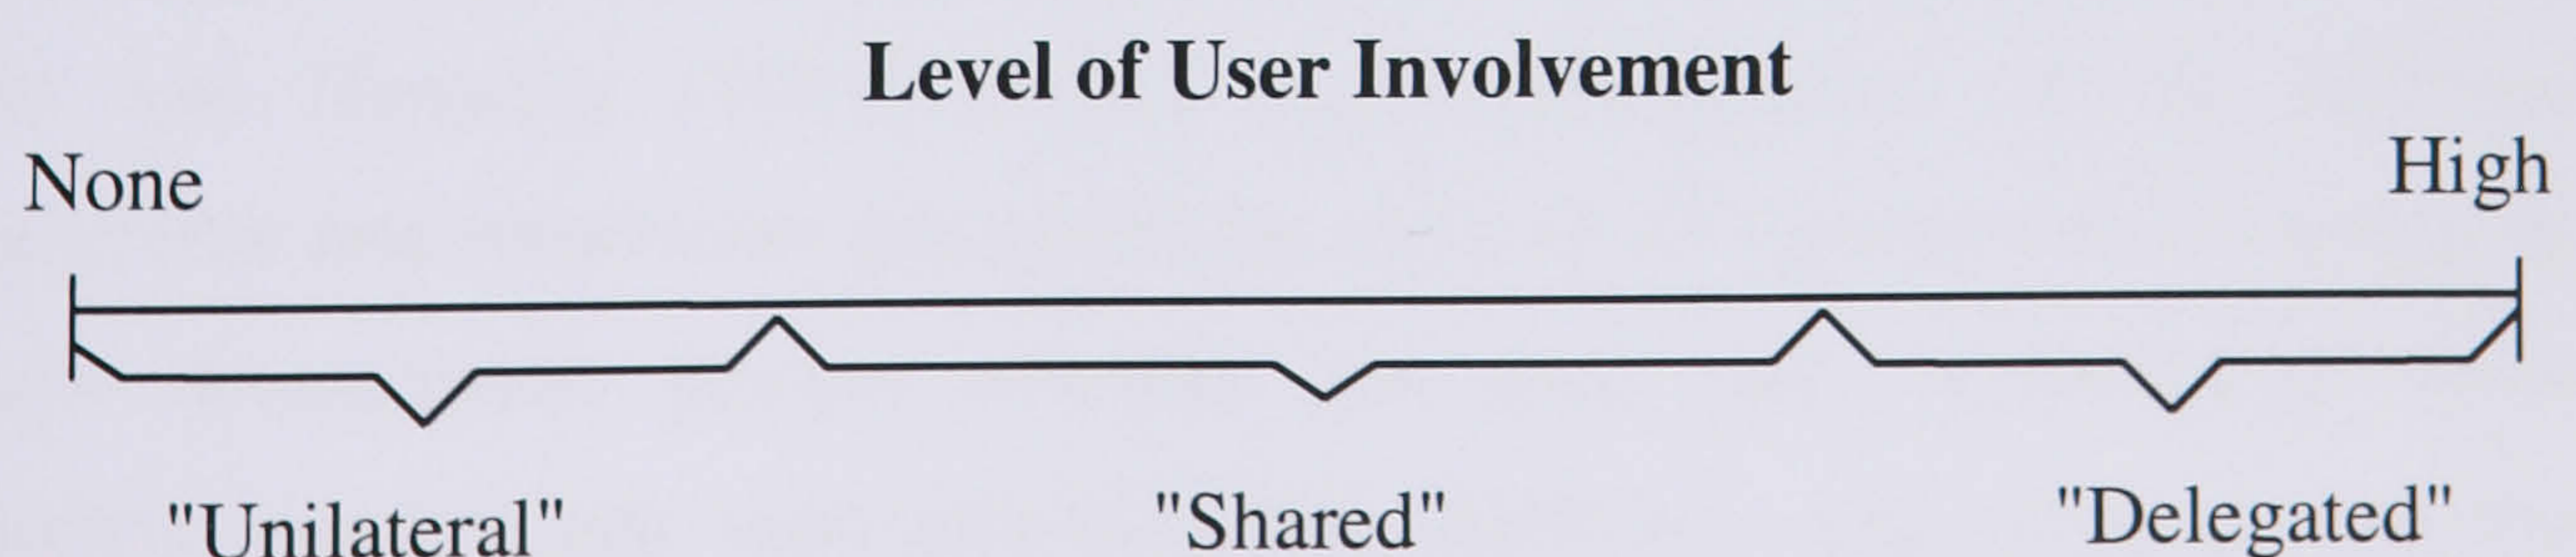 Level of User Involvement
None High
"Unilateral" "Shared" "Delegated"